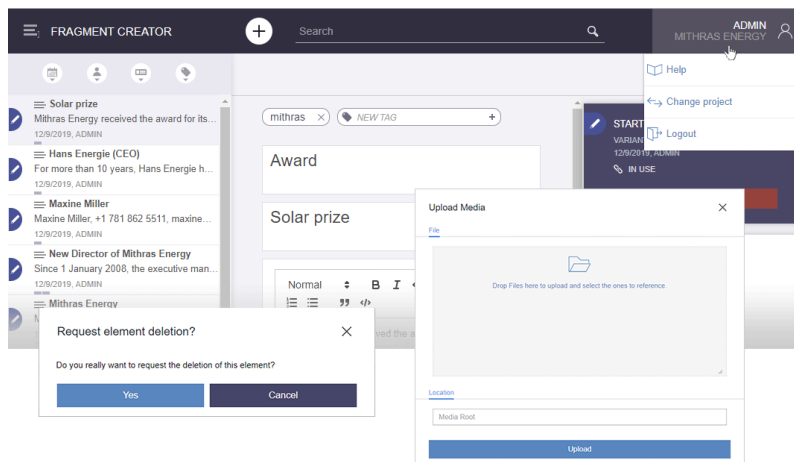 FRAGMENT CREATOR
Search
ADMIN
MITHRAS ENERGY
Help
Change project
Logout
Solar prize
Mithras Energy received the award for its...
12/9/2019, ADMIN
Hans Energie (CEO)
For more than 10 years, Hans Energie h...
12/9/2019, ADMIN
Maxine Miller
Maxine Miller, +1 781 862 5511, maxine...
12/9/2019, ADMIN
New Director of Mithras Energy
Since 1 January 2008, the executive man...
12/9/2019, ADMIN
Mithras Energy
mithras
NEW TAG
Award
Solar prize
Normal
B I
ved the a
START
VARIAN
12/9/2019, ADMIN
IN USE
Request element deletion?
Do you really want to request the deletion of this element?
Yes
Cancel
Upload Media
File
Drop Files here to upload and select the ones to reference
Location
Media Root
Upload